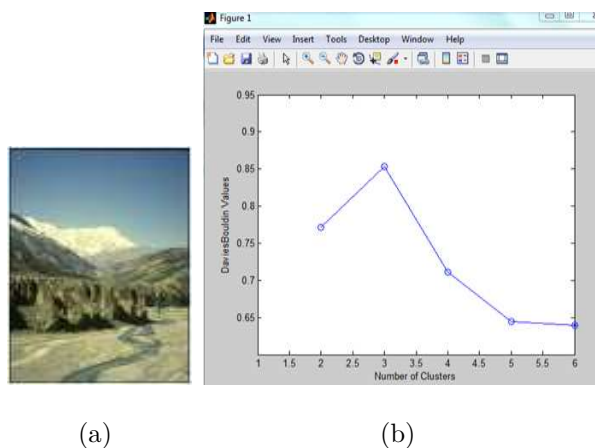 Figure 1
File Edit View Insert Tools Desktop Window Help
0.95
0.9
0.85
0.8
0.75
0.7
0.65
DaviesBouldin Values
1 1.5 2 2.5 3 3.5 4 4.5 5 5.5 6
Number of Clusters
(a) (b)